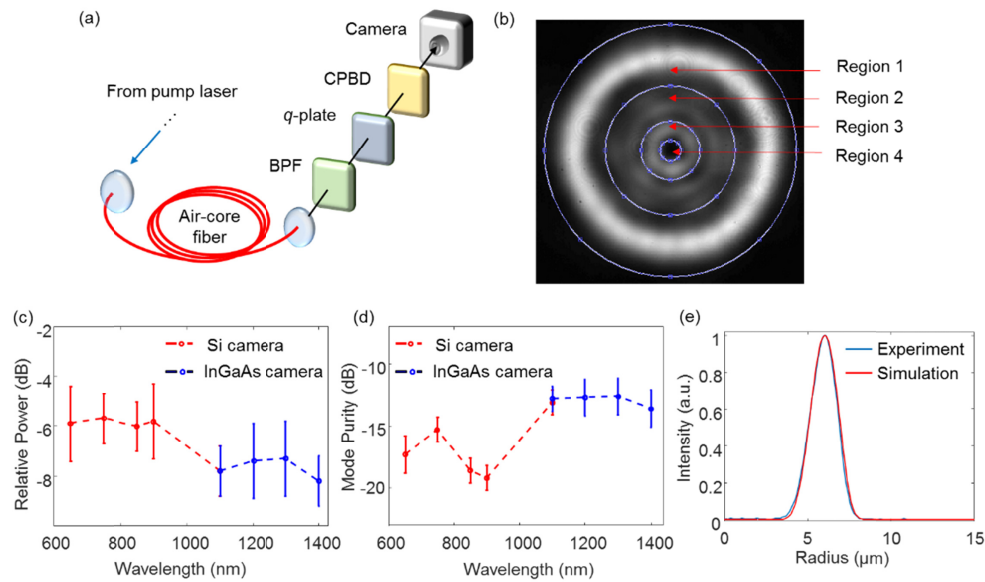 (a)
Camera
CPBD
q-plate
BPF
From pump laser
...
Air-core
fiber
(b)
Region 1
Region 2
Region 3
Region 4
(c)
Relative Power (dB)
-2
-4
-6
-8
Si camera
InGaAs camera
600 800 1000 1200 1400
Wavelength (nm)
(d)
Mode Purity (dB)
-10
-15
-20
Si camera
InGaAs camera
600 800 1000 1200 1400
Wavelength (nm)
(e)
Intensity (a.u.)
1
0.8
0.6
0.4
0.2
0
Experiment
Simulation
0 5 10 15
Radius (μm)